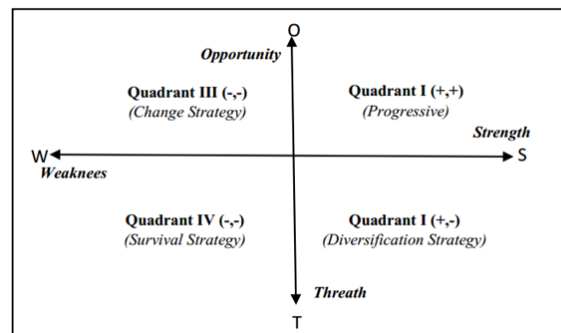 O
Opportunity
Quadrant III (-,-)
(Change Strategy)
Quadrant I (+,+)
(Progressive)
Strength
W
S
Weaknees
Quadrant IV (-,-)
(Survival Strategy)
Quadrant I (+,-)
(Diversification Strategy)
Threath
T